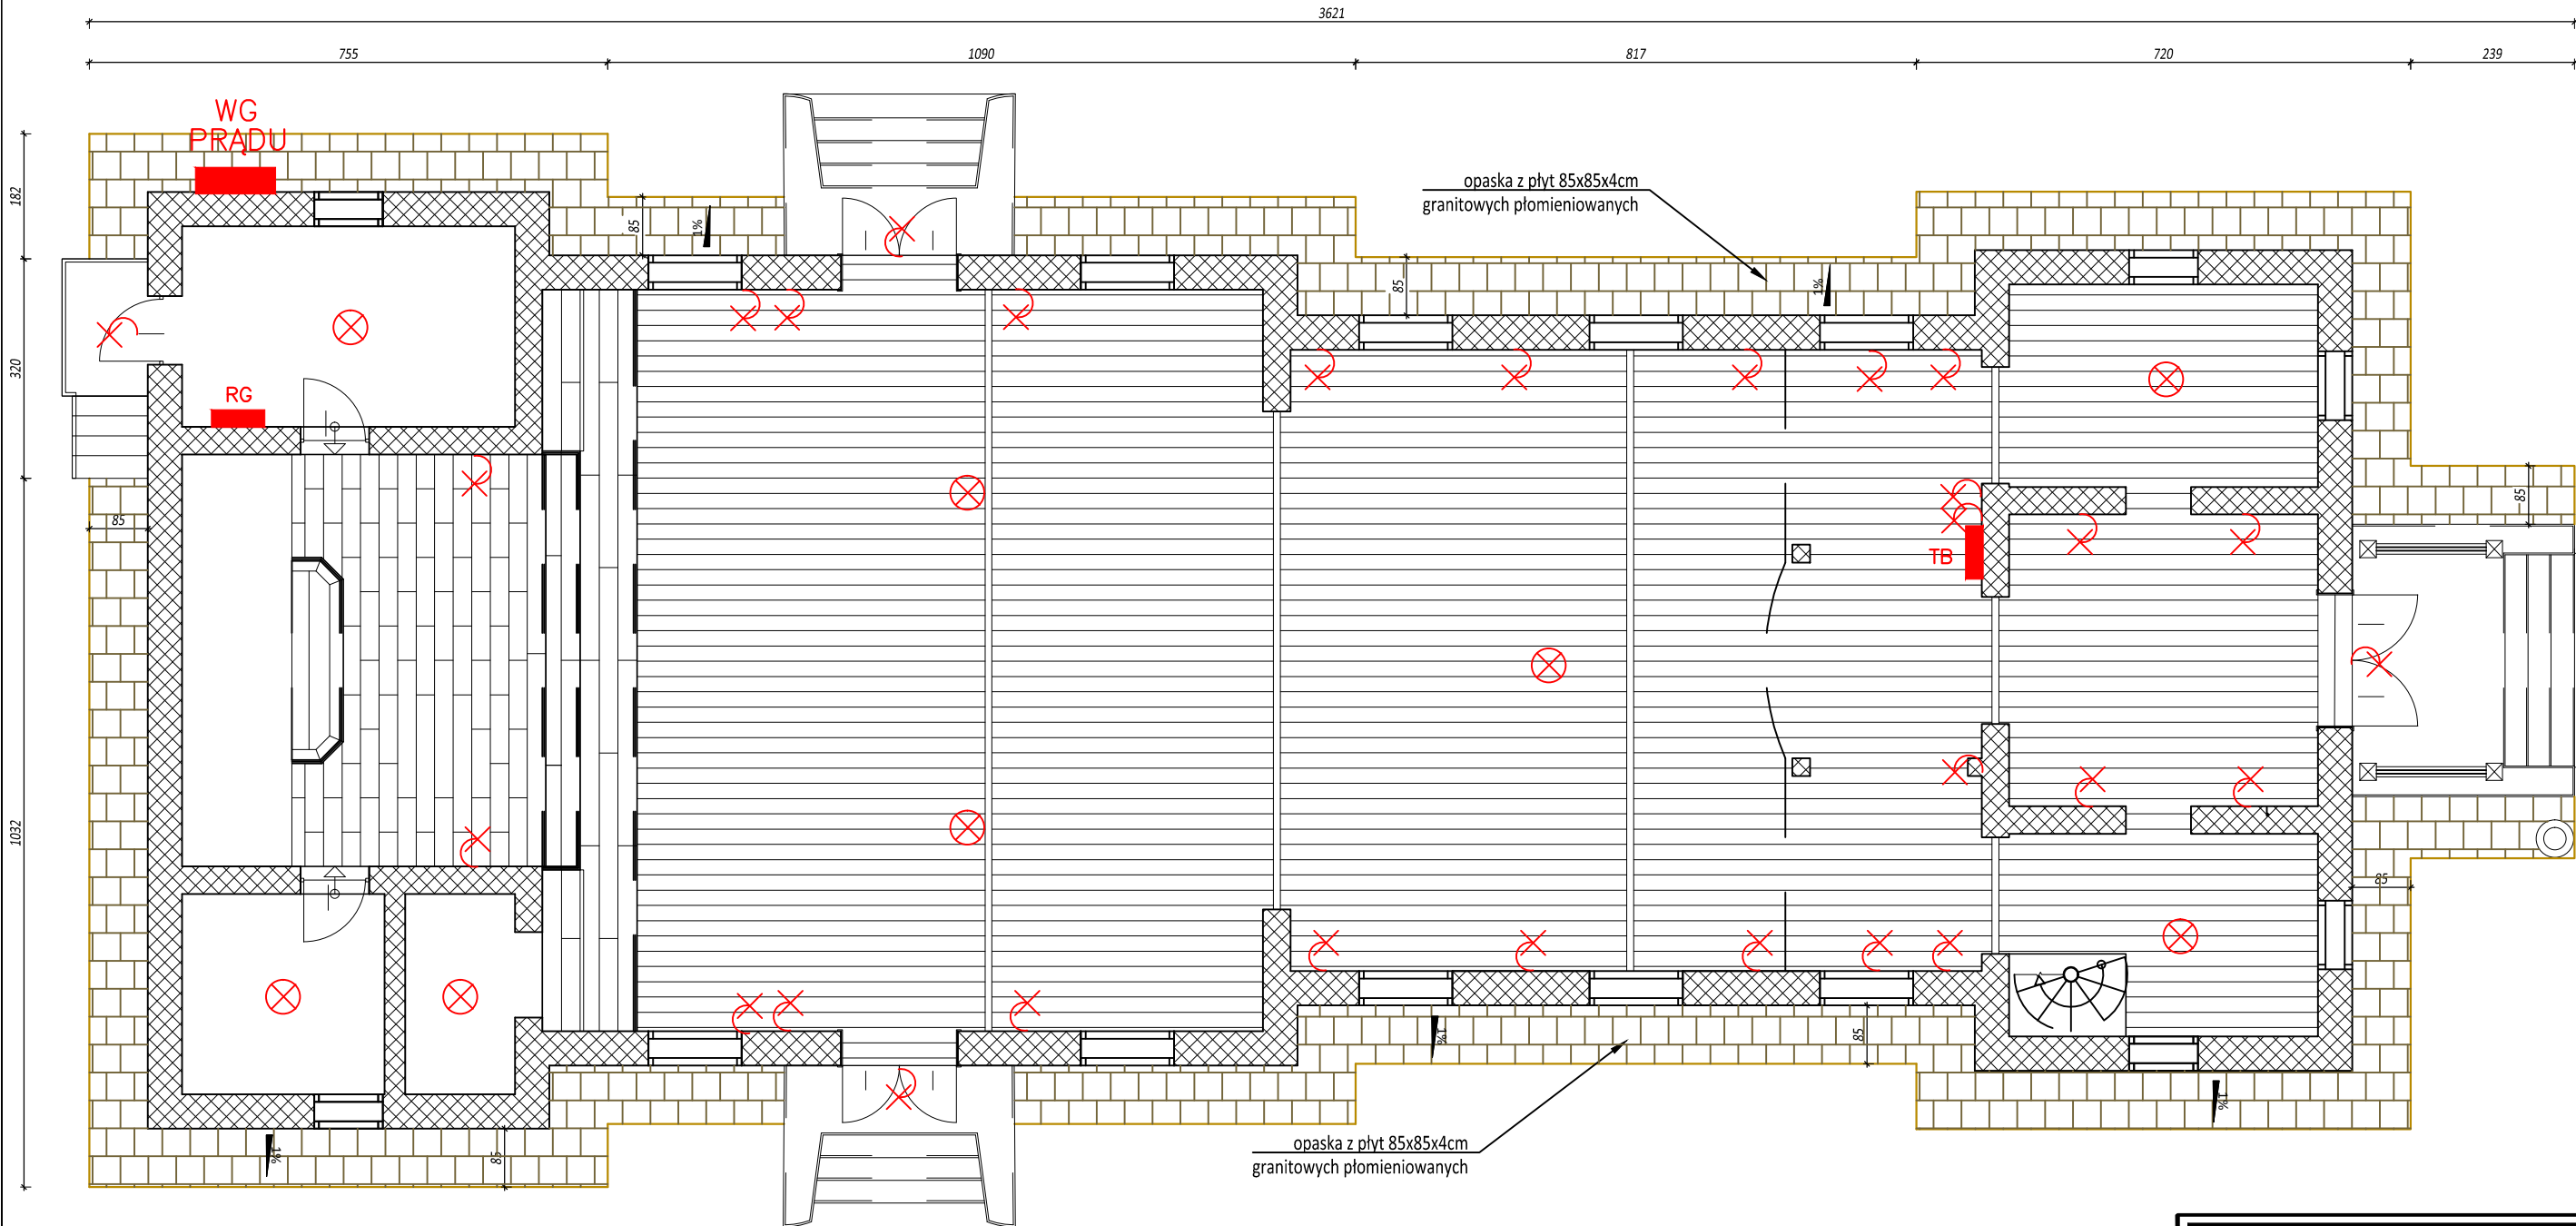 3621
755
1090
817
720
239
WG
PRĄDU
182
85
1%
opaska z płyt 85x85x4cm
granitowych płomieniowanych
85
1%
320
RG
85
85
TB
1032
85
1%
85
1%
1%
85
opaska z płyt 85x85x4cm
granitowych płomieniowanych